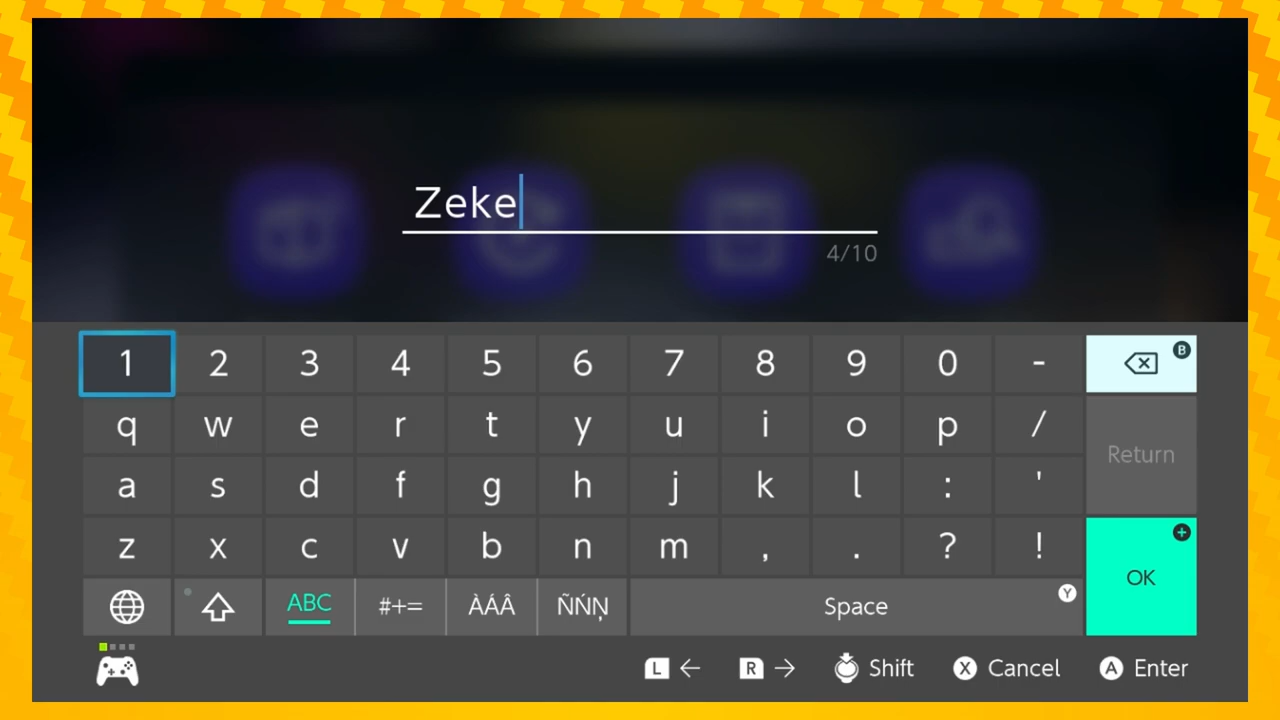 Zeke
4/10
1 2 3 4 5 6 7 8 9 0 - B
q w e r t y u i o p / Return
a s d f g h j k l : '
z x c v b n m , . ? ! + OK
ABC #+= ÀÁÂ ÑŃŅ Space Y
L ← R → Shift X Cancel A Enter